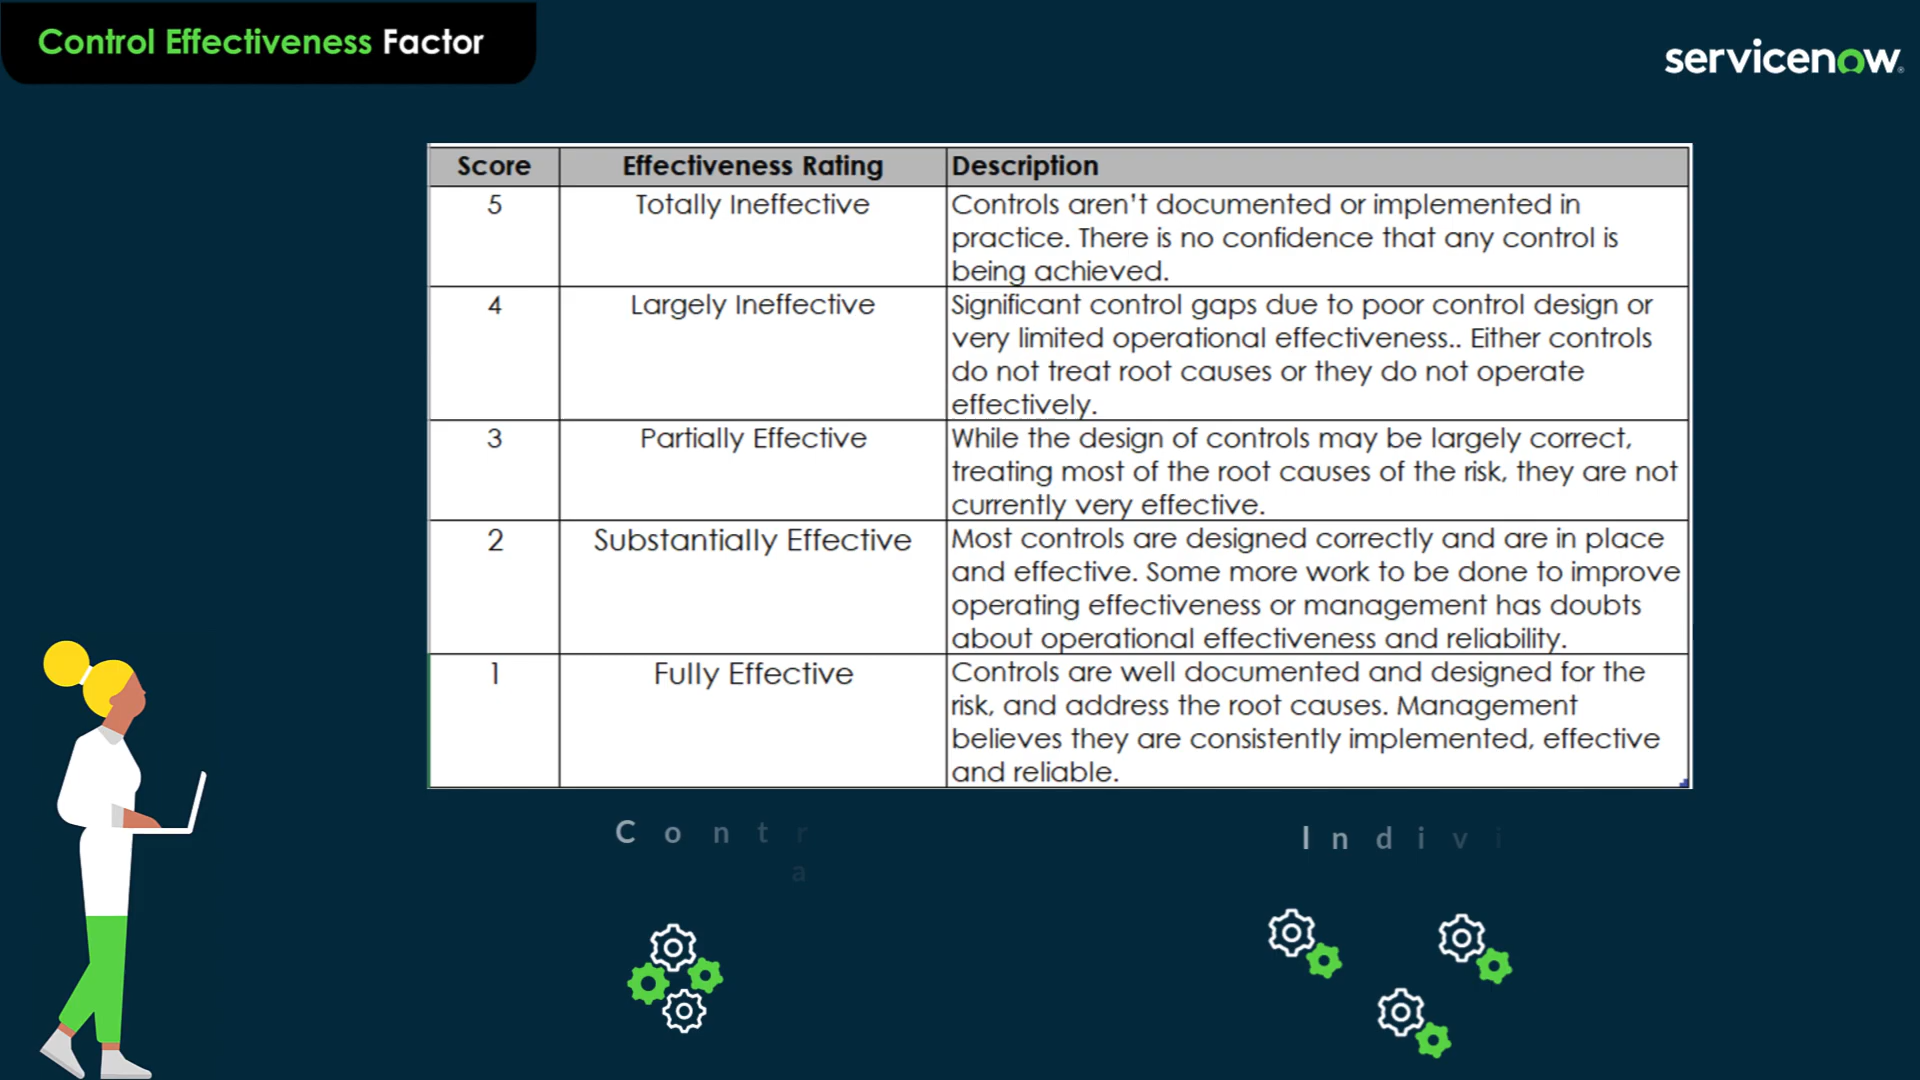 Control Effectiveness Factor
servicenow
Score Effectiveness Rating Description
5 Totally Ineffective Controls aren't documented or implemented in
practice. There is no confidence that any control is
being achieved.
4 Largely Ineffective Significant control gaps due to poor control design or
very limited operational effectiveness.. Either controls
do not treat root causes or they do not operate
effectively.
3 Partially Effective While the design of controls may be largely correct,
treating most of the root causes of the risk, they are not
currently very effective.
2 Substantially Effective Most controls are designed correctly and are in place
and effective. Some more work to be done to improve
operating effectiveness or management has doubts
about operational effectiveness and reliability.
1 Fully Effective Controls are well documented and designed for the
risk, and address the root causes. Management
believes they are consistently implemented, effective
and reliable.
C o n t r
a
I n d i v i